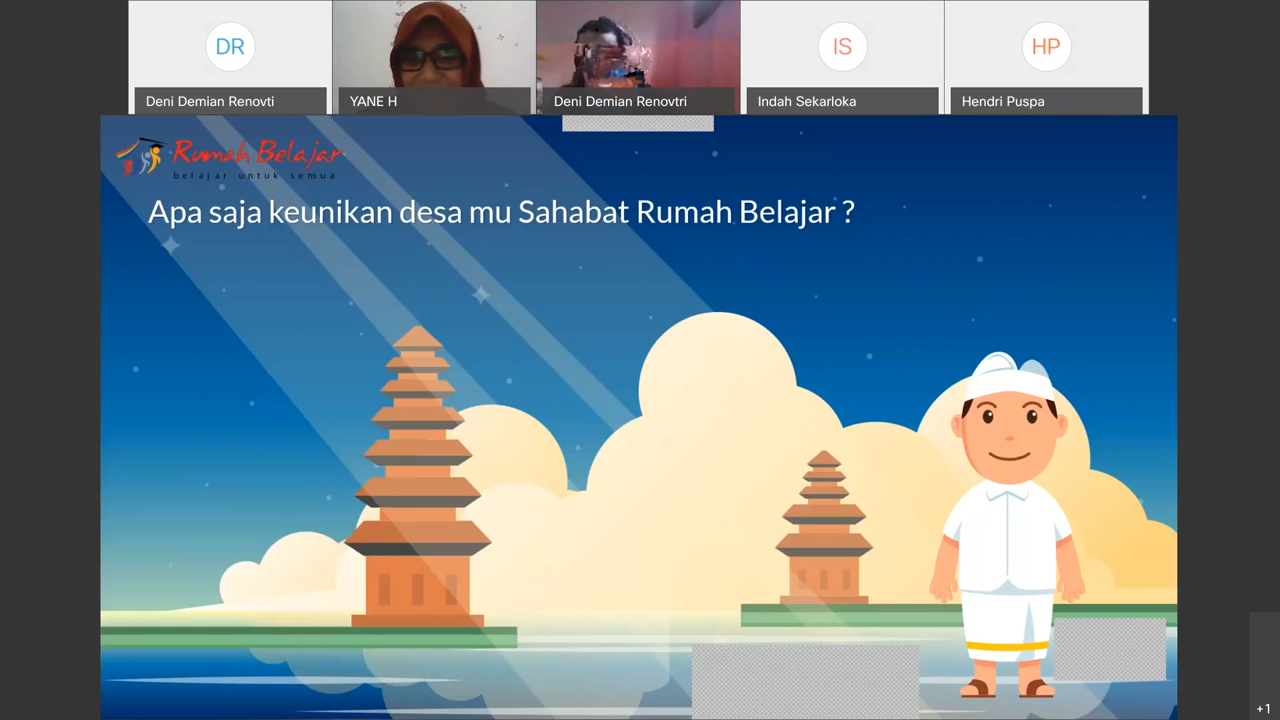 DR
IS
HP
Deni Demian Renovti
YANE H
Deni Demian Renovtri
Indah Sekarloka
Hendri Puspa
Rumah Belajar
belajar untuk semua
Apa saja keunikan desa mu Sahabat Rumah Belajar ?
+1